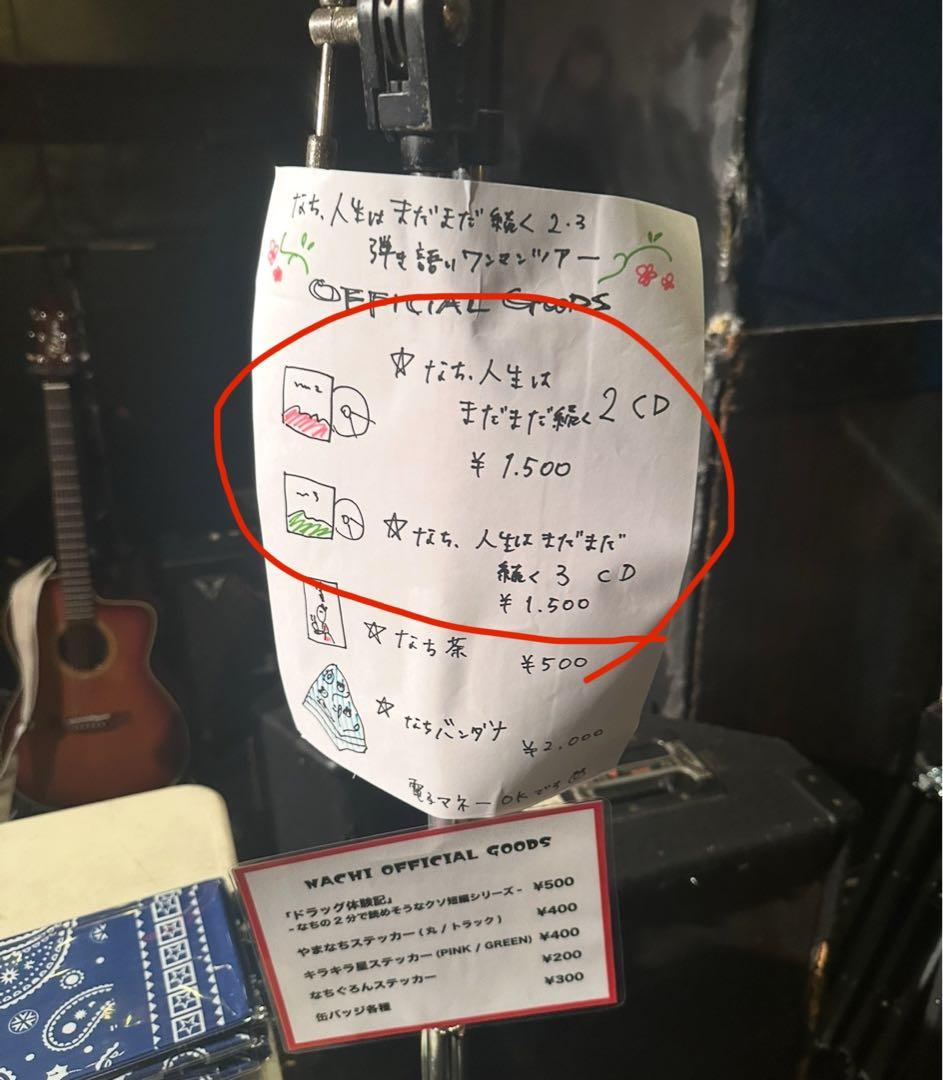 なち、人生はまだまだ続く 2・3
弾き語りワンマンツアー
OFFICIAL GOODS
☆なち、人生は
まだまだ続く2 CD
¥1.500
☆なち、人生はまだまだ
続く 3 CD
¥1.500
☆なち茶 ¥500
☆なちバンダナ ¥2.000
電子マネー OKです
NACHI OFFICIAL GOODS
『ドラッグ体験記』
-なちの2分で読めそうなクソ短編シリーズ- ¥500
やまなちステッカー(丸/トラック) ¥400
キラキラ星ステッカー(PINK / GREEN) ¥400
なちぐろんステッカー ¥200
缶バッジ各種 ¥300